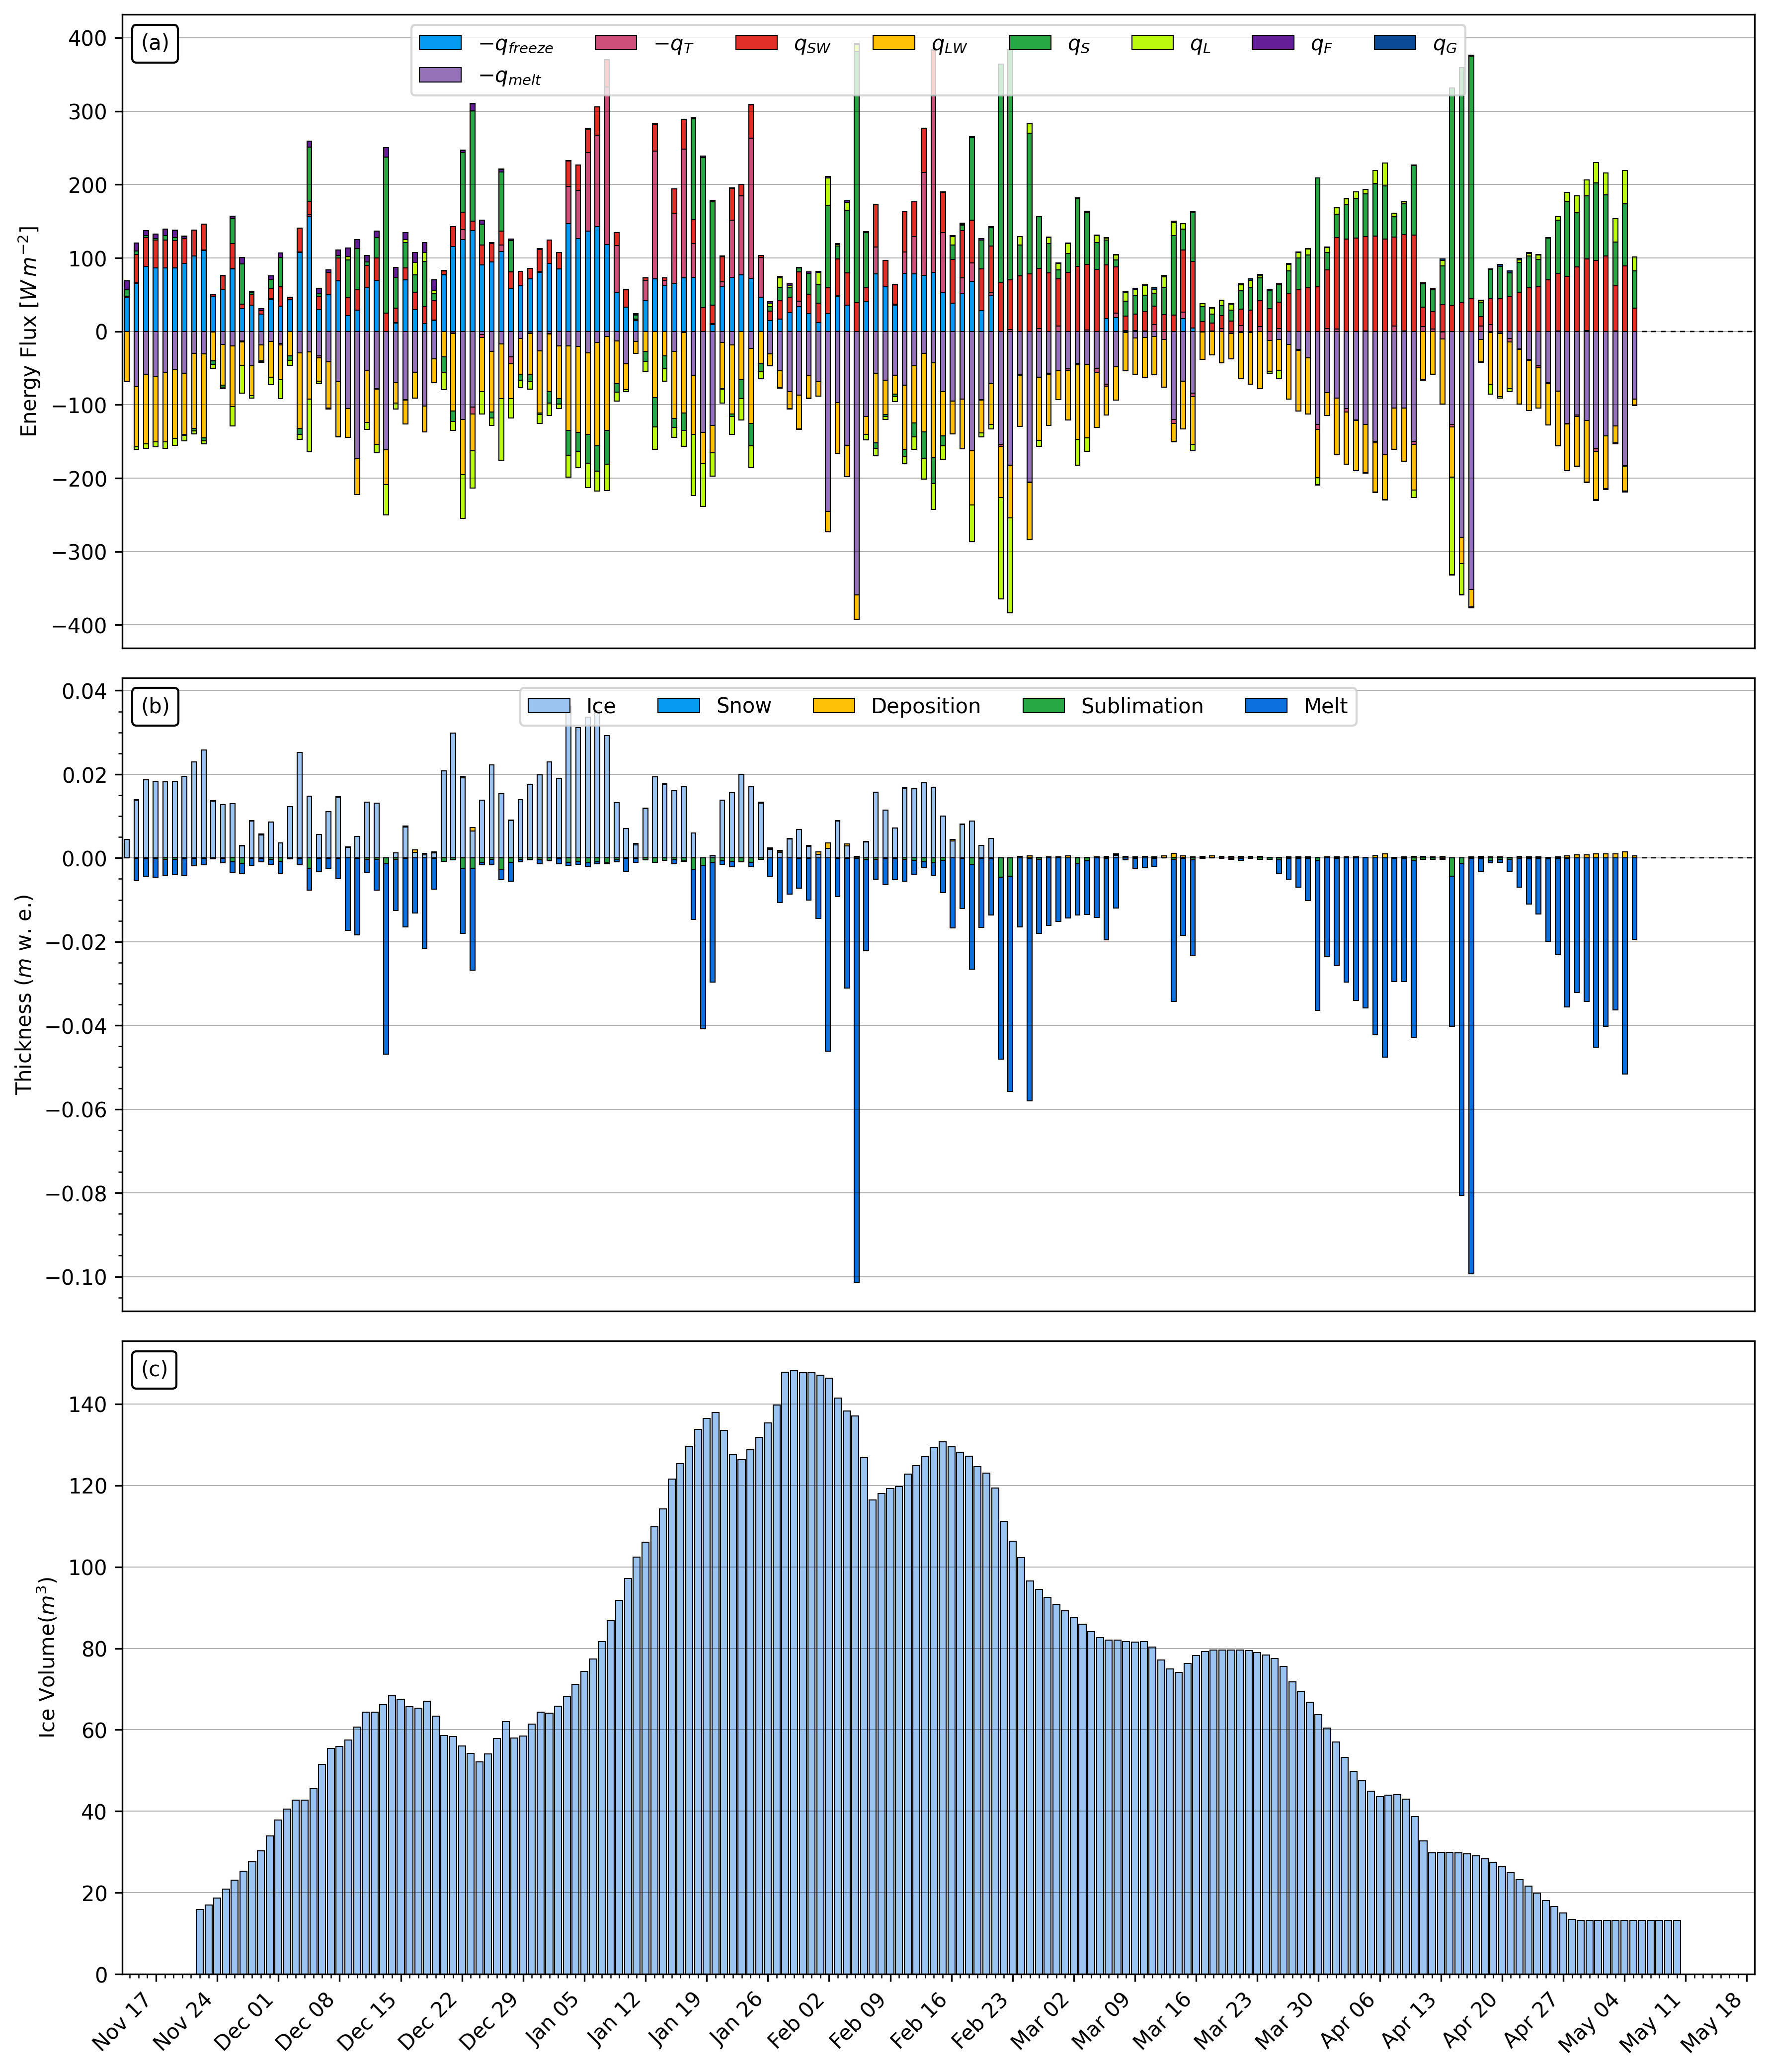 (a)
−q_freeze −q_T q_SW q_LW q_S q_L q_F q_G
−q_melt
Energy Flux [W m⁻²]
400
300
200
100
0
−100
−200
−300
−400
(b)
Ice Snow Deposition Sublimation Melt
Thickness (m w. e.)
0.04
0.02
0.00
−0.02
−0.04
−0.06
−0.08
−0.10
(c)
Ice Volume(m³)
140
120
100
80
60
40
20
0
Nov 17 Nov 24 Dec 01 Dec 08 Dec 15 Dec 22 Dec 29 Jan 05 Jan 12 Jan 19 Jan 26 Feb 02 Feb 09 Feb 16 Feb 23 Mar 02 Mar 09 Mar 16 Mar 23 Mar 30 Apr 06 Apr 13 Apr 20 Apr 27 May 04 May 11 May 18